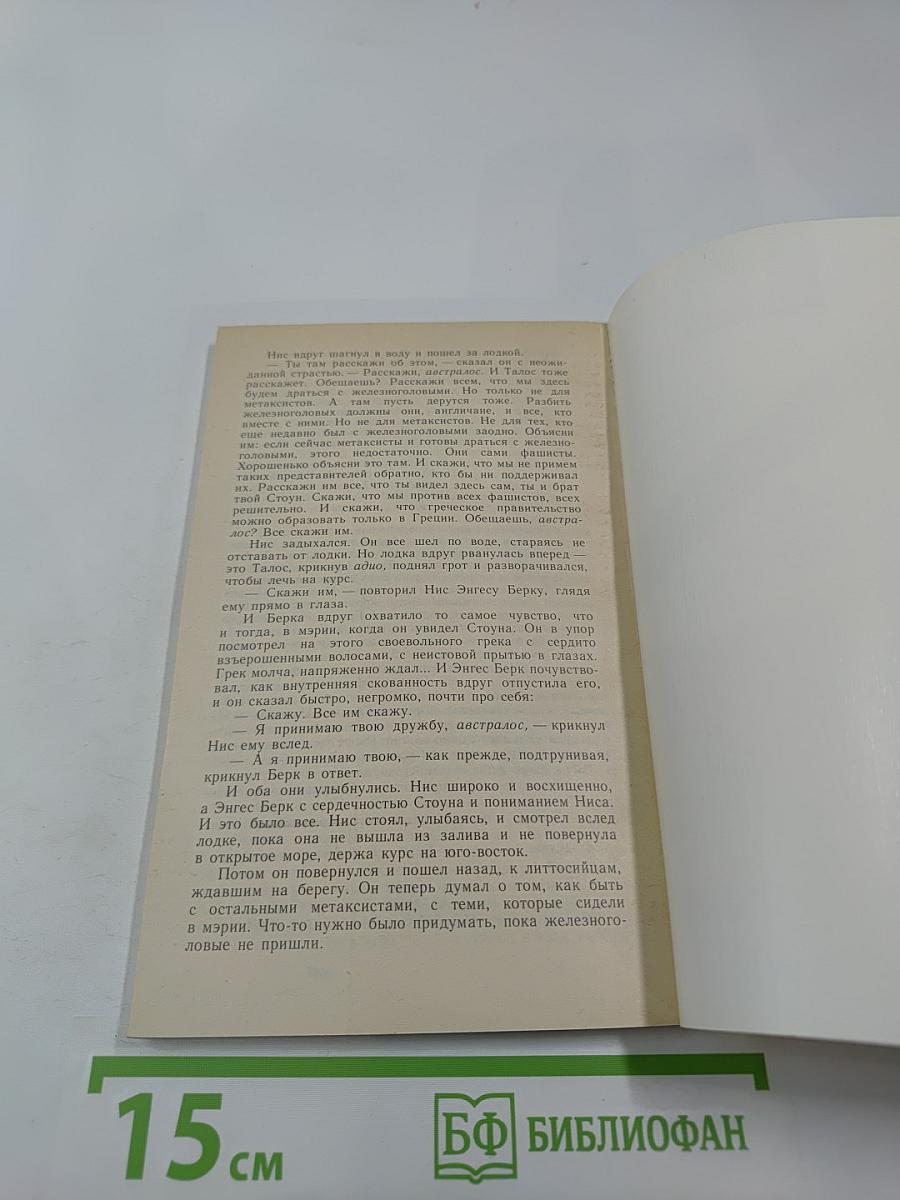 Нис вдруг шагнул в воду и пошел за лодкой.
— Ты там расскажи об этом, — сказал он с неожи-
данной страстью. — Расскажи, австралос. И Талос тоже
расскажет. Обещаешь? Расскажи всем, что мы здесь
будем драться с железноголовыми. Но только не для
метаксистов. А там пусть дерутся тоже. Разбить
железноголовых должны они, англичане, и все, кто
вместе с ними. Но не для метаксистов. Не для тех, кто
еще недавно был с железноголовыми заодно. Объясни
им: если сейчас метаксисты и готовы драться с железно-
головыми, этого недостаточно. Они сами фашисты.
Хорошенько объясни это там. И скажи, что мы не примем
таких представителей обратно, кто бы ни поддерживал
их. Расскажи им все, что ты видел здесь сам, ты и брат
твой Стоун. Скажи, что мы против всех фашистов, всех
решительно. И скажи, что греческое правительство
можно образовать только в Греции. Обещаешь, австра-
лос? Все скажи им.
Нис задыхался. Он все шел по воде, стараясь не
отставать от лодки. Но лодка вдруг рванулась вперед —
это Талос, крикнув адио, поднял грот и разворачивался,
чтобы лечь на курс.
— Скажи им, — повторил Нис Энгесу Берку, глядя
ему прямо в глаза.
И Берка вдруг охватило то самое чувство, что
и тогда, в мэрии, когда он увидел Стоуна. Он в упор
посмотрел на этого своевольного грека с сердито
взъерошенными волосами, с неистовой прытью в глазах.
Грек молча, напряженно ждал... И Энгес Берк почувство-
вал, как внутренняя скованность вдруг отпустила его,
и он сказал быстро, негромко, почти про себя:
— Скажу. Все им скажу.
— Я принимаю твою дружбу, австралос, — крикнул
Нис ему вслед.
— А я принимаю твою, — как прежде, подтрунивая,
крикнул Берк в ответ.
И оба они улыбнулись. Нис широко и восхищенно,
а Энгес Берк с сердечностью Стоуна и пониманием Ниса.
И это было все. Нис стоял, улыбаясь, и смотрел вслед
лодке, пока она не вышла из залива и не повернула
в открытое море, держа курс на юго-восток.
Потом он повернулся и пошел назад, к литтосийцам,
ждавшим на берегу. Он теперь думал о том, как быть
с остальными метаксистами, с теми, которые сидели
в мэрии. Что-то нужно было придумать, пока железного-
ловые не пришли.
15 см
БФ БИБЛИОФАН